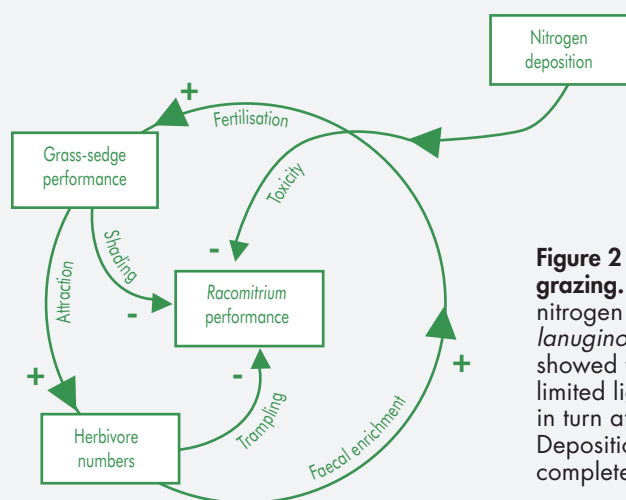 Nitrogen
deposition
+
Fertilisation
Grass-sedge
performance
Toxicity
Shading
-
Attraction
Racomitrium
performance
-
+
-
+
Herbivore
numbers
Trampling
Faecal enrichment
Figure 2
grazing.
nitrogen
lanugino
showed
limited li
in turn a
Depositio
complete